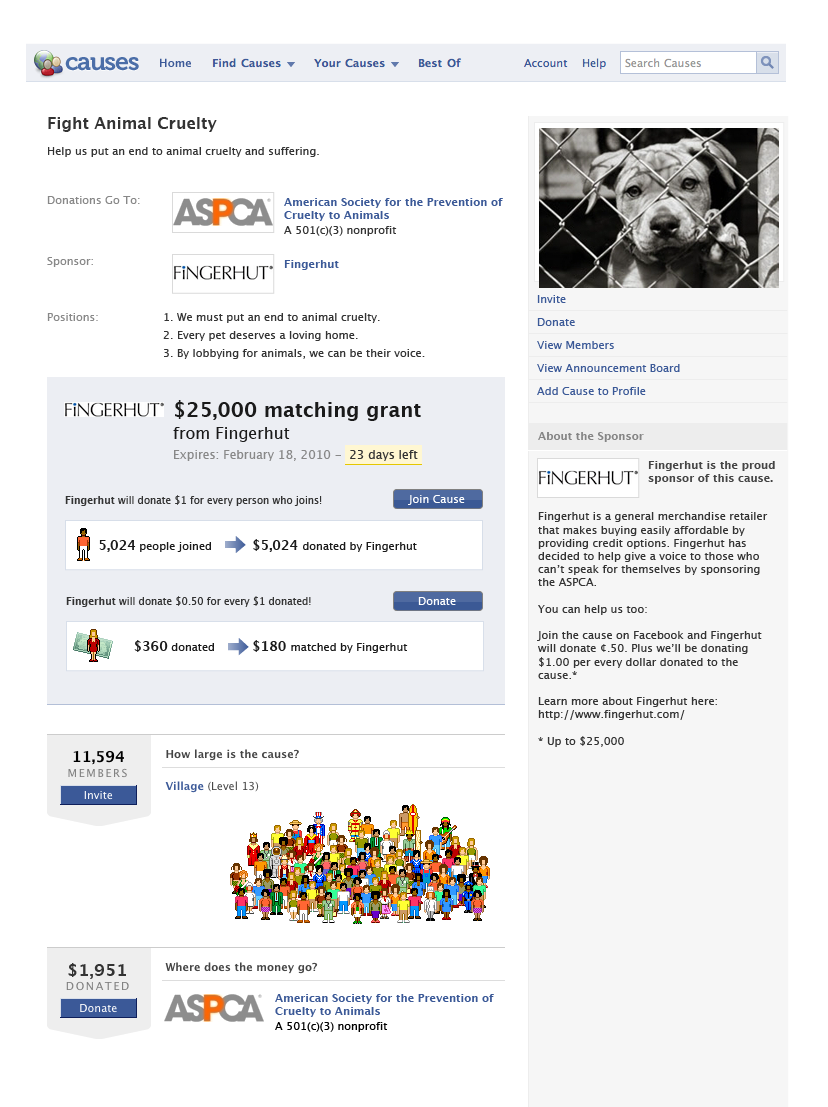 causes Home Find Causes Your Causes Best Of Account Help Search Causes
Fight Animal Cruelty
Help us put an end to animal cruelty and suffering.
Donations Go To:
ASPCA®
American Society for the Prevention of
Cruelty to Animals
A 501(c)(3) nonprofit
Sponsor:
FiNGERHUT®
Fingerhut
Positions:
1. We must put an end to animal cruelty.
2. Every pet deserves a loving home.
3. By lobbying for animals, we can be their voice.
FiNGERHUT®
$25,000 matching grant
from Fingerhut
Expires: February 18, 2010 – 23 days left
Fingerhut will donate $1 for every person who joins!
Join Cause
5,024 people joined
$5,024 donated by Fingerhut
Fingerhut will donate $0.50 for every $1 donated!
Donate
$360 donated
$180 matched by Fingerhut
11,594
MEMBERS
Invite
How large is the cause?
Village (Level 13)
$1,951
DONATED
Donate
Where does the money go?
ASPCA®
American Society for the Prevention of
Cruelty to Animals
A 501(c)(3) nonprofit
Invite
Donate
View Members
View Announcement Board
Add Cause to Profile
About the Sponsor
FiNGERHUT®
Fingerhut is the proud
sponsor of this cause.
Fingerhut is a general merchandise retailer
that makes buying easily affordable by
providing credit options. Fingerhut has
decided to help give a voice to those who
can't speak for themselves by sponsoring
the ASPCA.
You can help us too:
Join the cause on Facebook and Fingerhut
will donate ¢.50. Plus we'll be donating
$1.00 per every dollar donated to the
cause.*
Learn more about Fingerhut here:
http://www.fingerhut.com/
* Up to $25,000